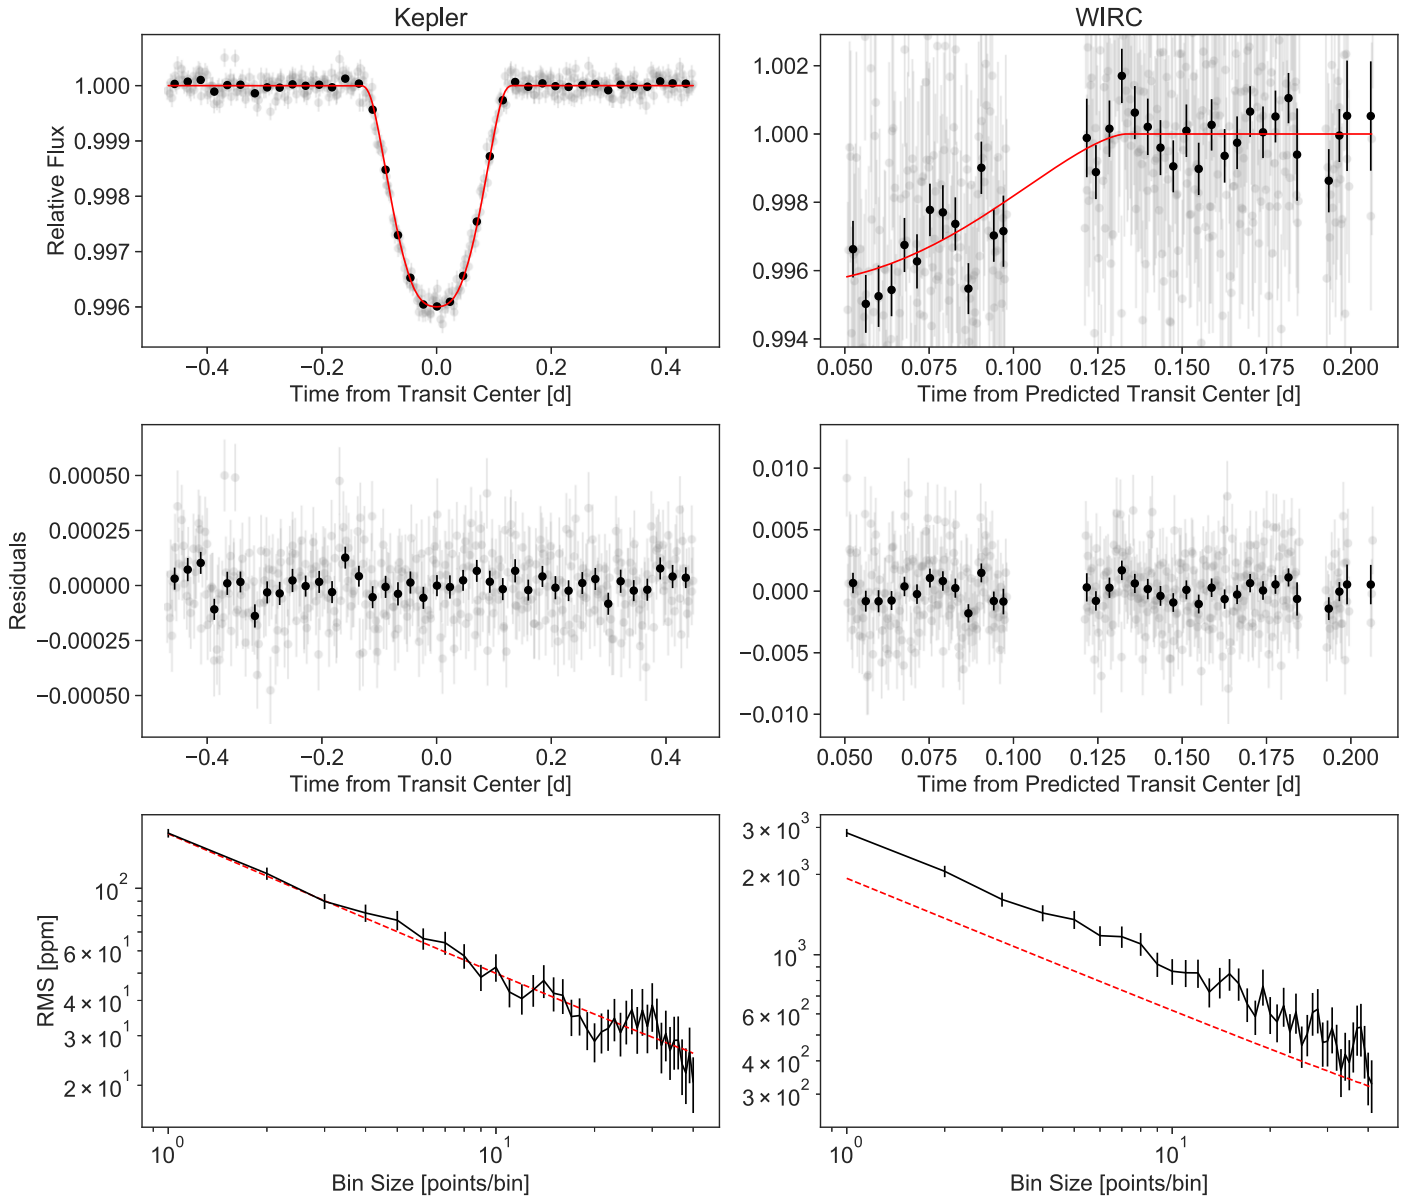 Kepler
WIRC
1.000
0.999
0.998
0.997
0.996
Relative Flux
−0.4
−0.2
0.0
0.2
0.4
Time from Transit Center [d]
1.002
1.000
0.998
0.996
0.994
0.050
0.075
0.100
0.125
0.150
0.175
0.200
Time from Predicted Transit Center [d]
0.00050
0.00025
0.00000
−0.00025
−0.00050
Residuals
−0.4
−0.2
0.0
0.2
0.4
Time from Transit Center [d]
0.010
0.005
0.000
−0.005
−0.010
0.050
0.075
0.100
0.125
0.150
0.175
0.200
Time from Predicted Transit Center [d]
10²
6 × 10¹
4 × 10¹
3 × 10¹
2 × 10¹
RMS [ppm]
10⁰
10¹
Bin Size [points/bin]
3 × 10³
2 × 10³
10³
6 × 10²
4 × 10²
3 × 10²
10⁰
10¹
Bin Size [points/bin]